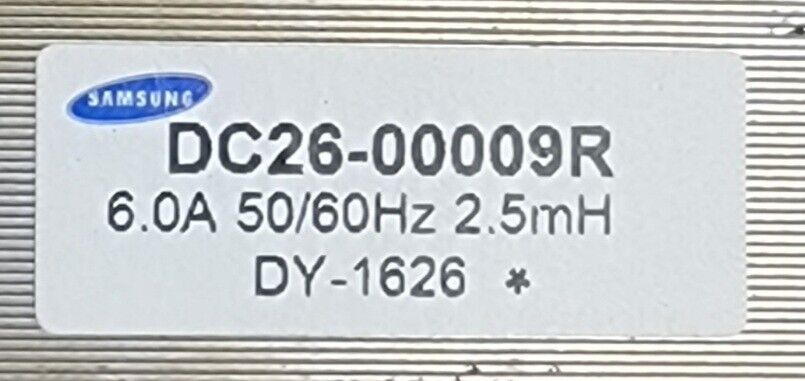 SAMSUNG
DC26-00009R
6.0A 50/60Hz 2.5mH
DY-1626 *